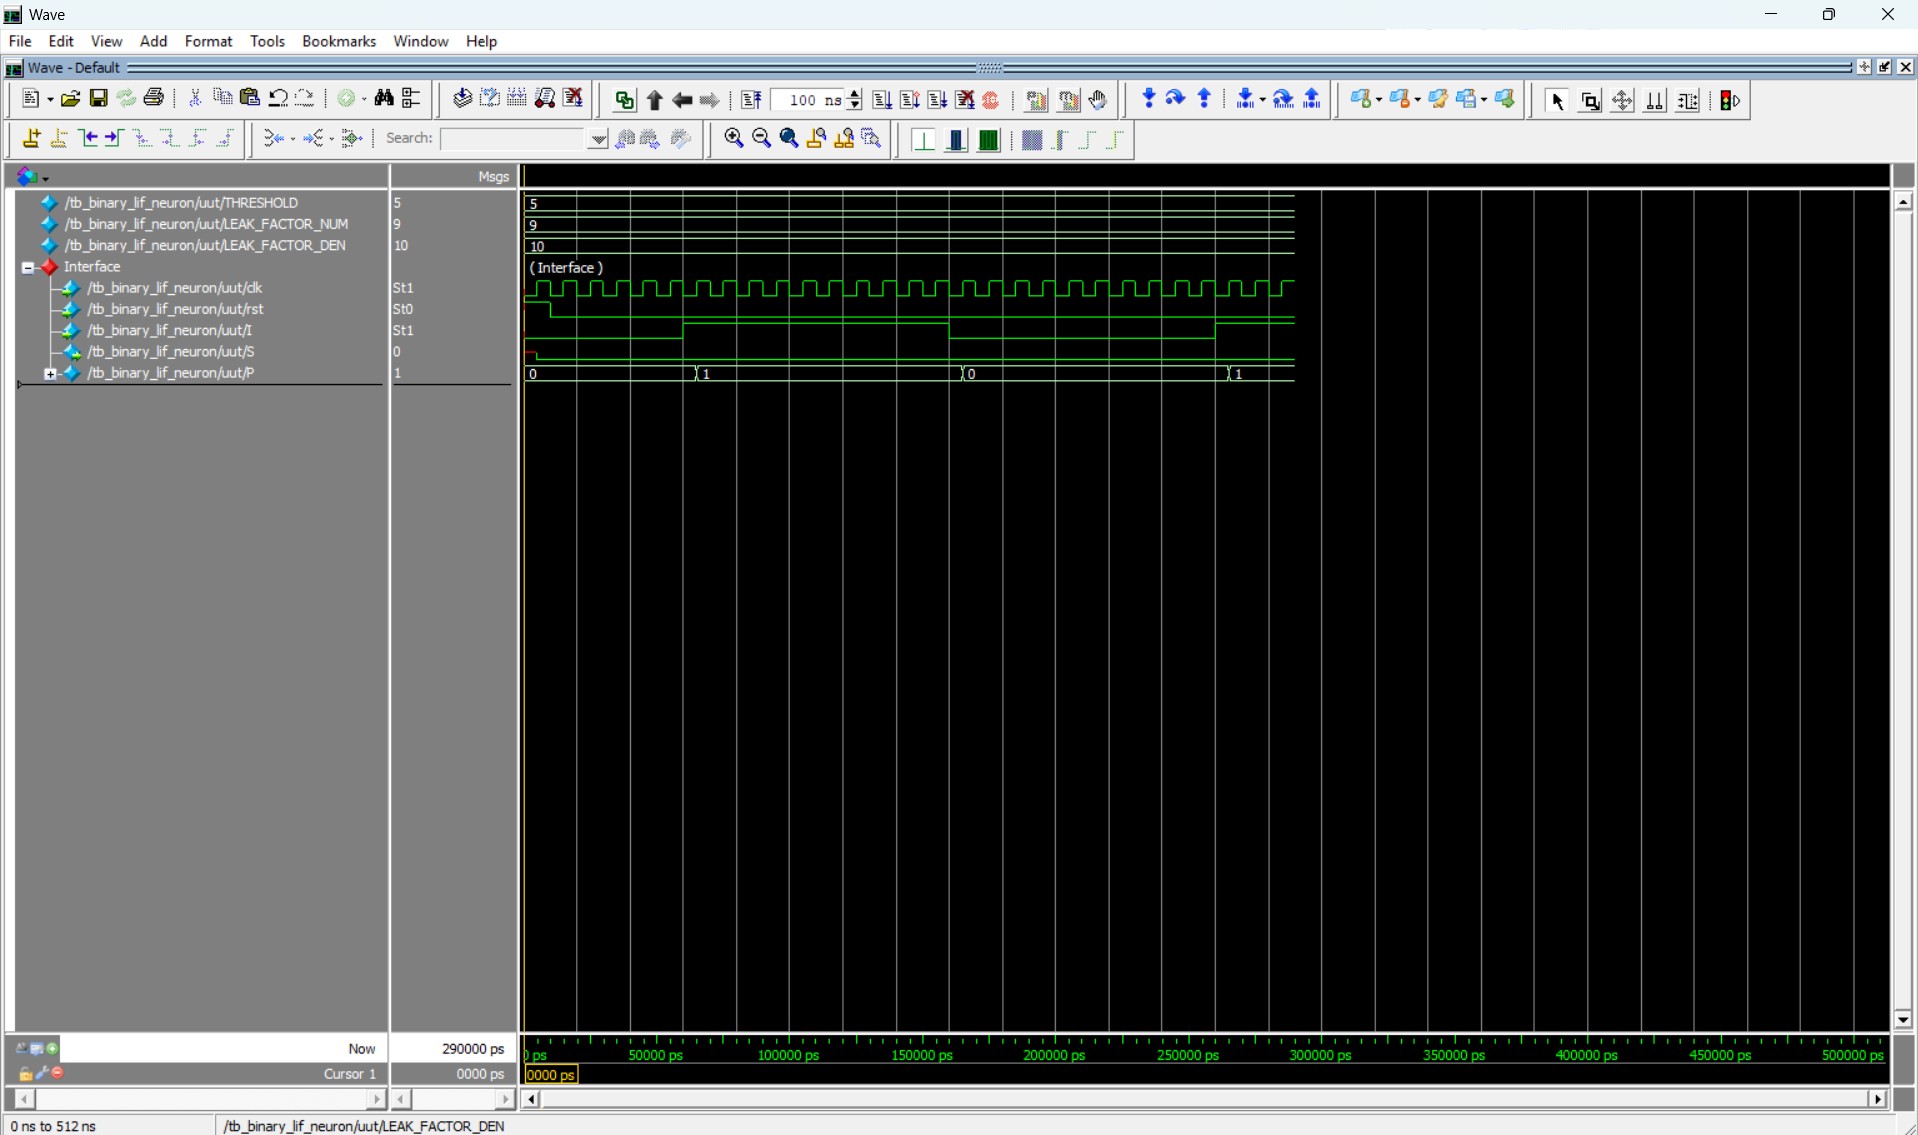 Wave
File Edit View Add Format Tools Bookmarks Window Help
Wave - Default
100 ns
Search:
Msgs
/tb_binary_lif_neuron/uut/THRESHOLD 5 5
/tb_binary_lif_neuron/uut/LEAK_FACTOR_NUM 9 9
/tb_binary_lif_neuron/uut/LEAK_FACTOR_DEN 10 10
Interface (Interface)
/tb_binary_lif_neuron/uut/clk St1
/tb_binary_lif_neuron/uut/rst St0
/tb_binary_lif_neuron/uut/I St1
/tb_binary_lif_neuron/uut/S 0
/tb_binary_lif_neuron/uut/P 1 0 1 0 1
Now 290000 ps ps 50000 ps 100000 ps 150000 ps 200000 ps 250000 ps 300000 ps 350000 ps 400000 ps 450000 ps 500000 ps
Cursor 1 0000 ps 0000 ps
0 ns to 512 ns /tb_binary_lif_neuron/uut/LEAK_FACTOR_DEN